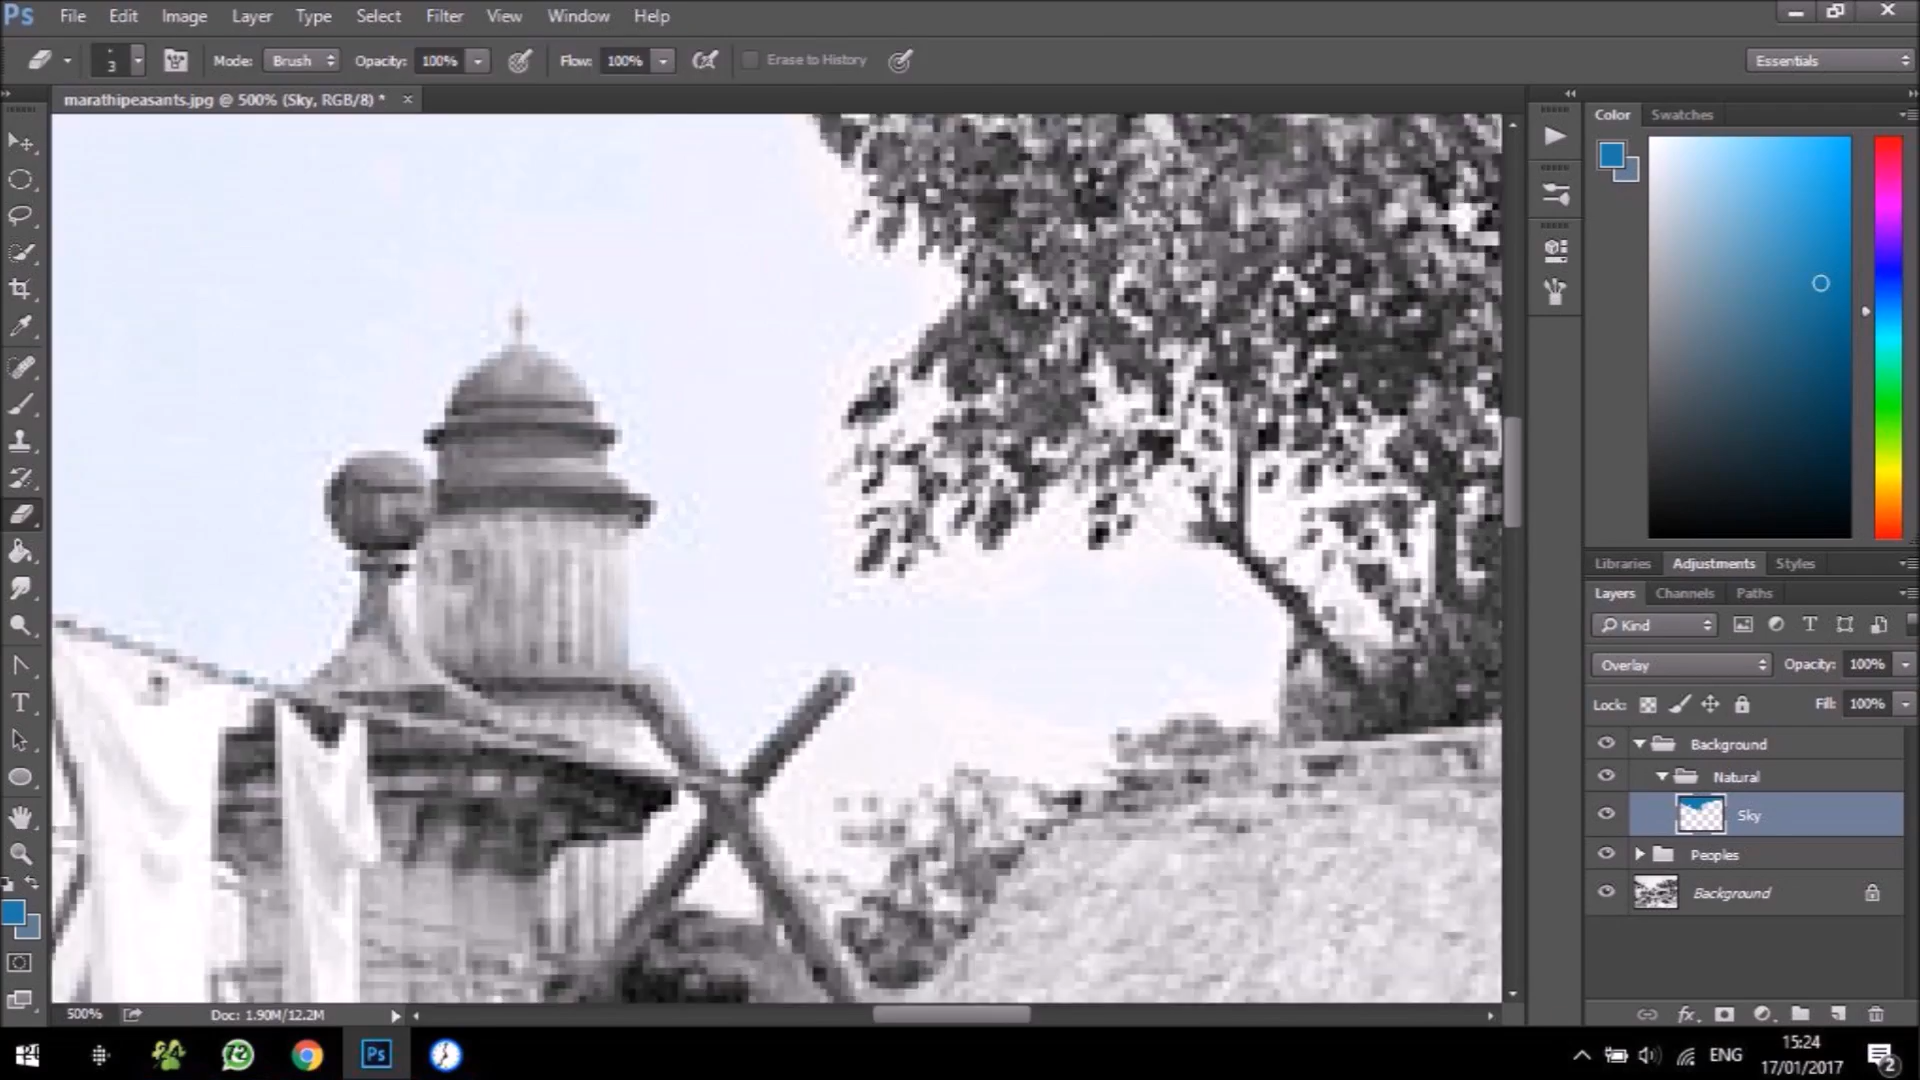 Ps File Edit Image Layer Type Select Filter View Window Help
3 Mode: Brush Opacity: 100% Flow: 100% Erase to History Essentials
marathipeasants.jpg @ 500% (Sky, RGB/8) * ×
Color Swatches
Libraries Adjustments Styles
Layers Channels Paths
Kind
Overlay Opacity: 100%
Lock: Fill: 100%
Background
Natural
Sky
Peoples
Background
500% Doc: 1.90M/12.2M
Ps ENG 15:24
17/01/2017 2